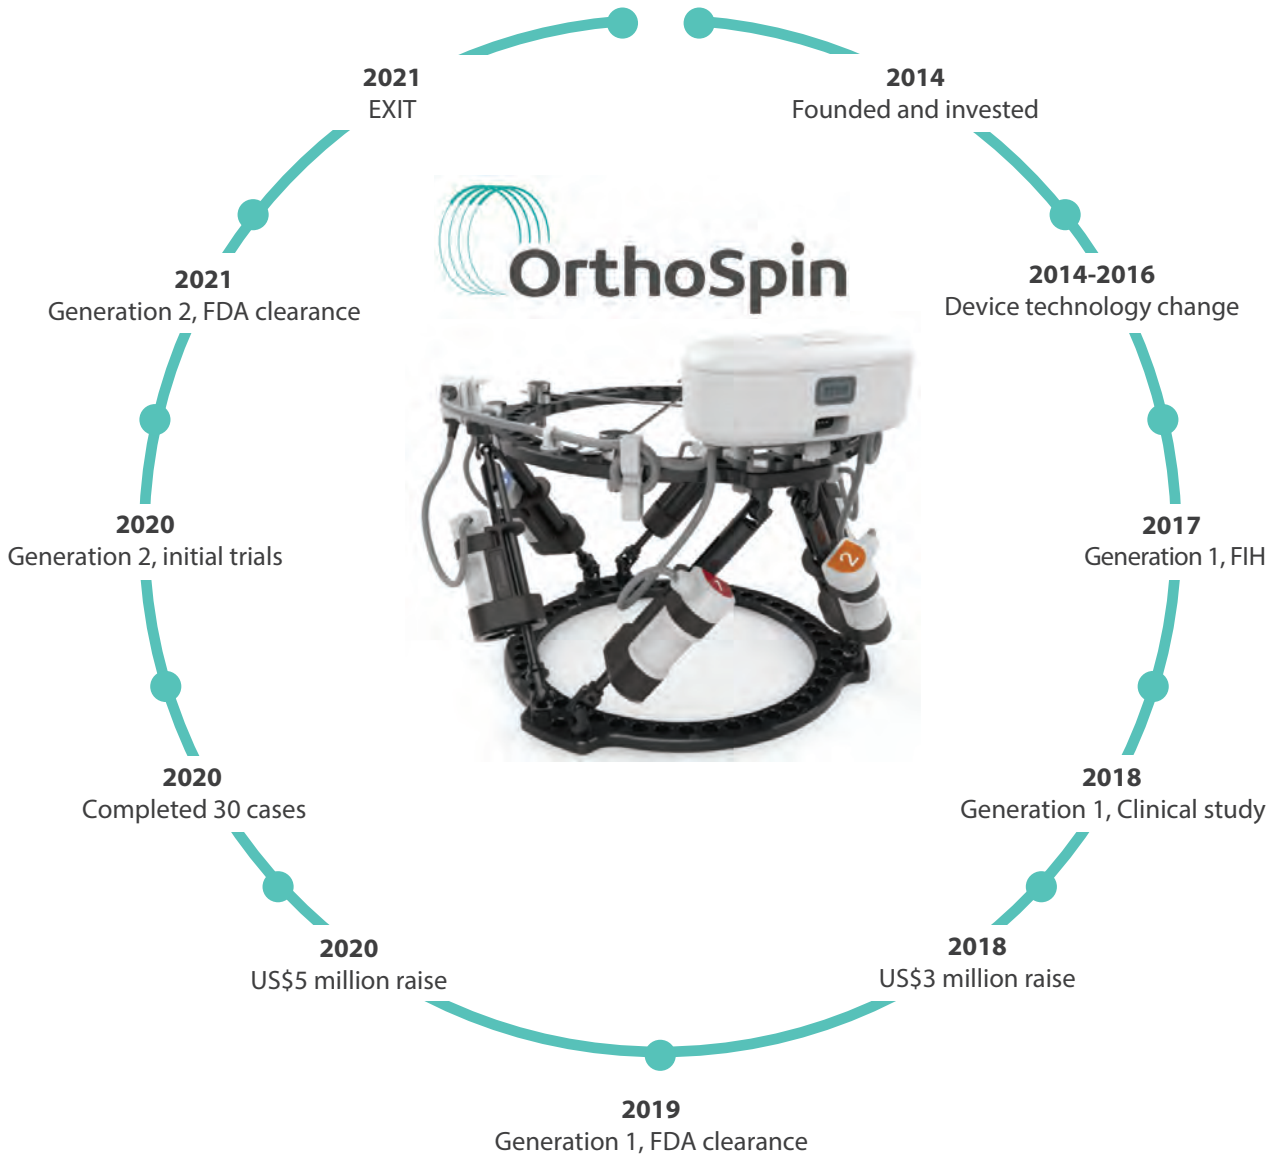 2014
Founded and invested
2014-2016
Device technology change
2017
Generation 1, FIH
2018
Generation 1, Clinical study
2018
US$3 million raise
2019
Generation 1, FDA clearance
2020
US$5 million raise
2020
Completed 30 cases
2020
Generation 2, initial trials
2021
Generation 2, FDA clearance
2021
EXIT
OrthoSpin
1
2